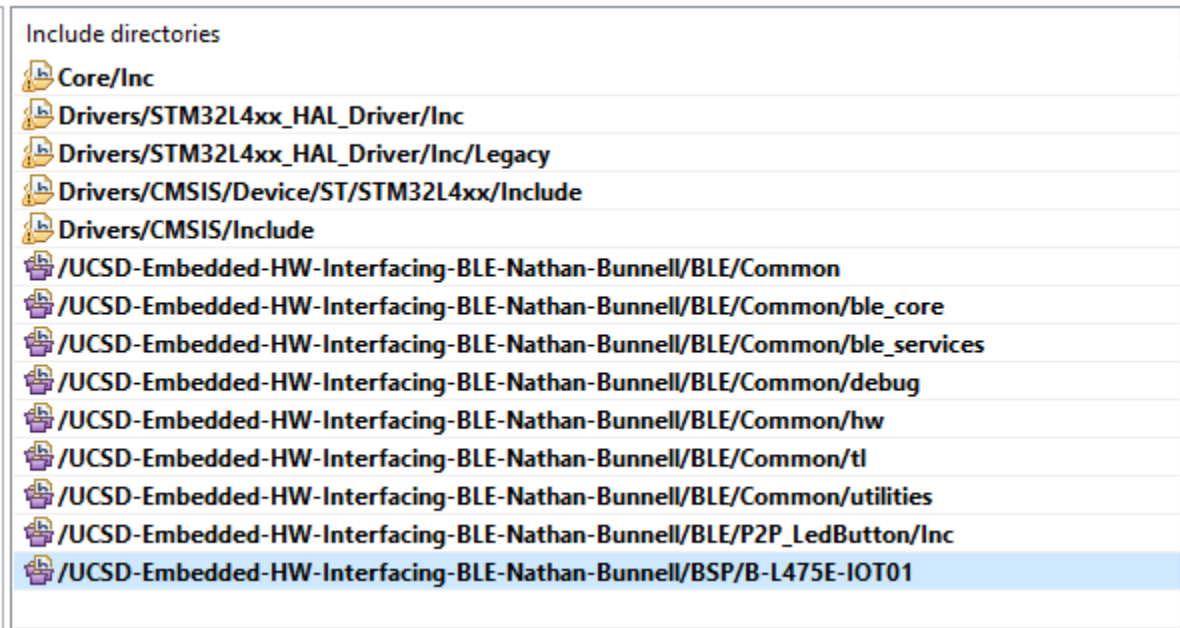 Include directories
Core/Inc
Drivers/STM32L4xx_HAL_Driver/Inc
Drivers/STM32L4xx_HAL_Driver/Inc/Legacy
Drivers/CMSIS/Device/ST/STM32L4xx/Include
Drivers/CMSIS/Include
/UCSD-Embedded-HW-Interfacing-BLE-Nathan-Bunnell/BLE/Common
/UCSD-Embedded-HW-Interfacing-BLE-Nathan-Bunnell/BLE/Common/ble_core
/UCSD-Embedded-HW-Interfacing-BLE-Nathan-Bunnell/BLE/Common/ble_services
/UCSD-Embedded-HW-Interfacing-BLE-Nathan-Bunnell/BLE/Common/debug
/UCSD-Embedded-HW-Interfacing-BLE-Nathan-Bunnell/BLE/Common/hw
/UCSD-Embedded-HW-Interfacing-BLE-Nathan-Bunnell/BLE/Common/tl
/UCSD-Embedded-HW-Interfacing-BLE-Nathan-Bunnell/BLE/Common/utilities
/UCSD-Embedded-HW-Interfacing-BLE-Nathan-Bunnell/BLE/P2P_LedButton/Inc
/UCSD-Embedded-HW-Interfacing-BLE-Nathan-Bunnell/BSP/B-L475E-IOT01